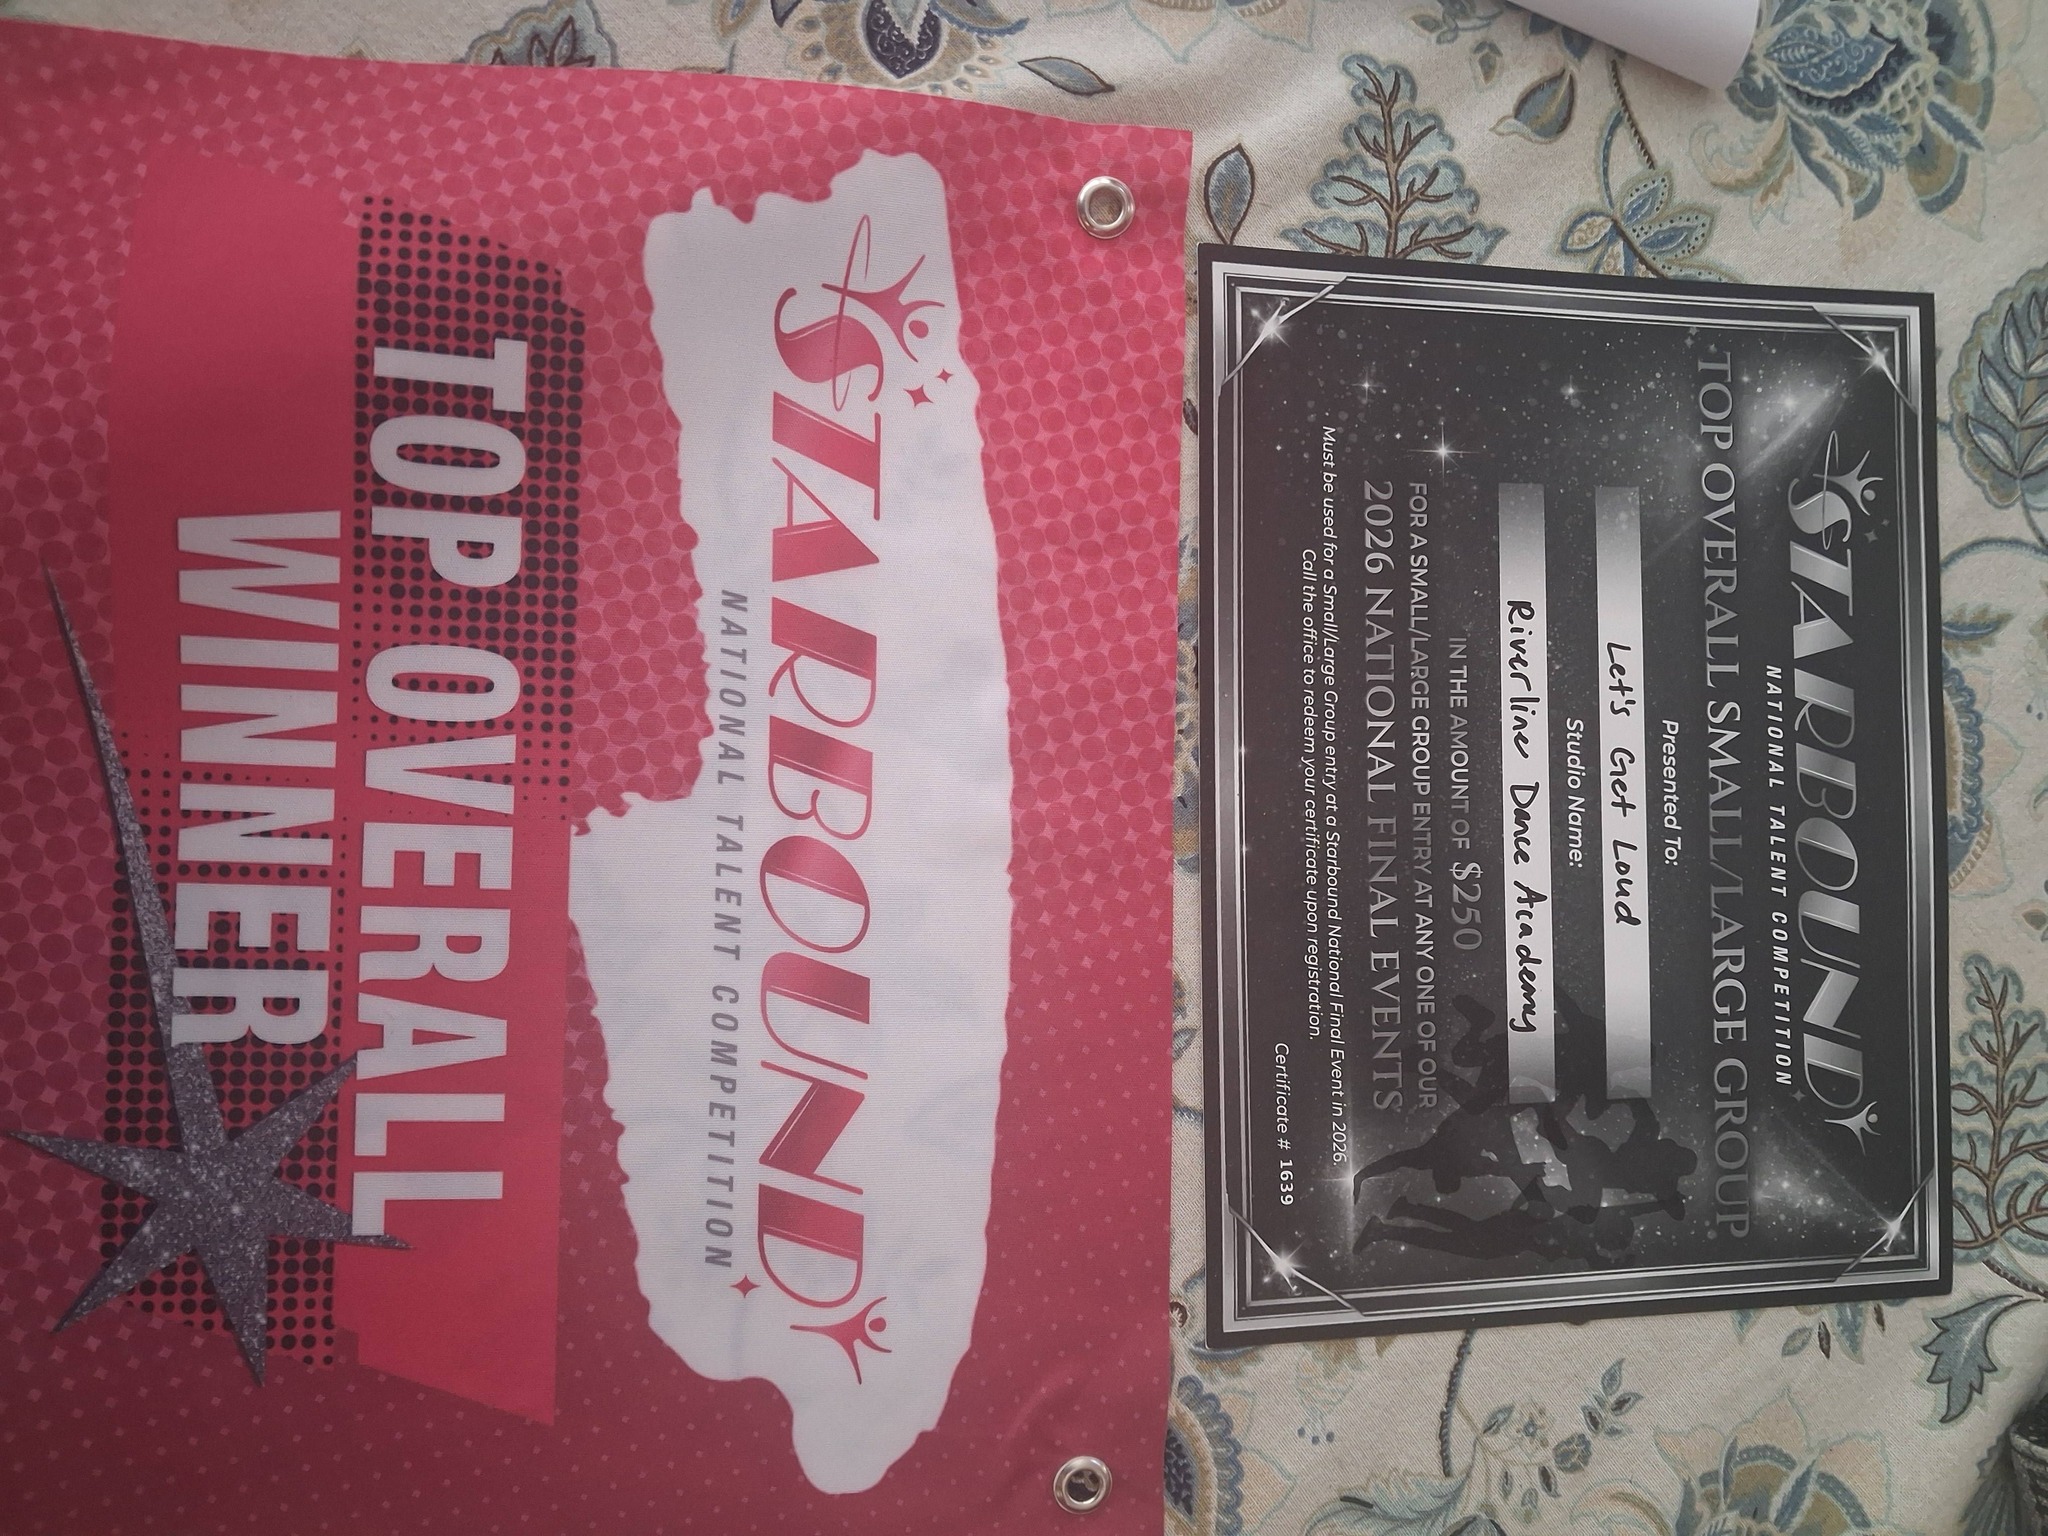 STARBOUND
NATIONAL TALENT COMPETITION
TOP OVERALL SMALL/LARGE GROUP
Presented To:
Let's Get Loud
Studio Name:
Riverline Dance Academy
IN THE AMOUNT OF $250
FOR A SMALL/LARGE GROUP ENTRY AT ANY ONE OF OUR
2026 NATIONAL FINAL EVENTS
Must be used for a Small/Large Group entry at a Starbound National Final Event in 2026.
Call the office to redeem your certificate upon registration.
Certificate # 1639
STARBOUND
NATIONAL TALENT COMPETITION
TOP OVERALL
WINNER